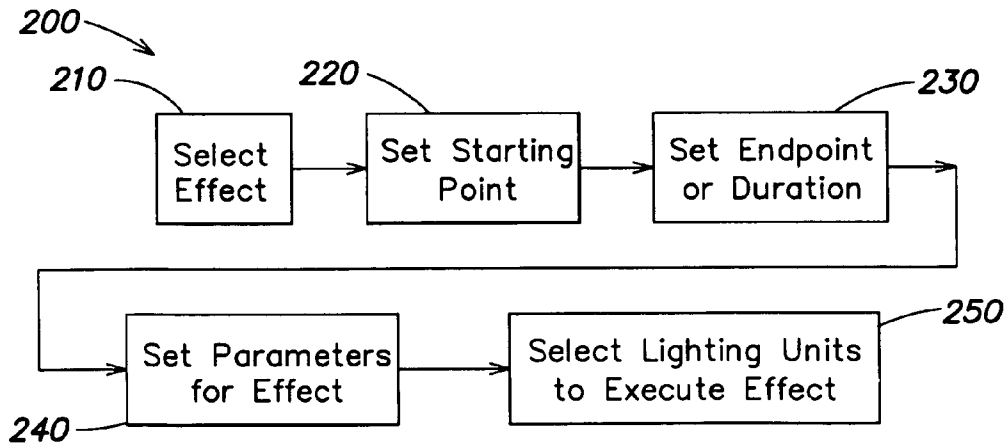 200
210
220
230
Select
Effect
Set Starting
Point
Set Endpoint
or Duration
Set Parameters
for Effect
Select Lighting Units
to Execute Effect
240
250